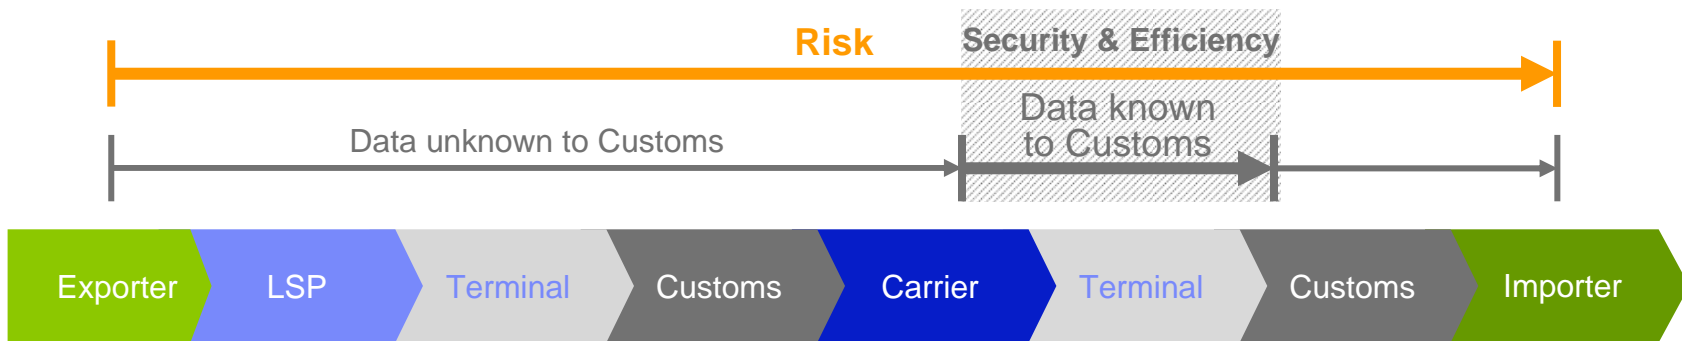 Risk
Security & Efficiency
Data unknown to Customs
Data known
to Customs
Exporter
LSP
Terminal
Customs
Carrier
Terminal
Customs
Importer